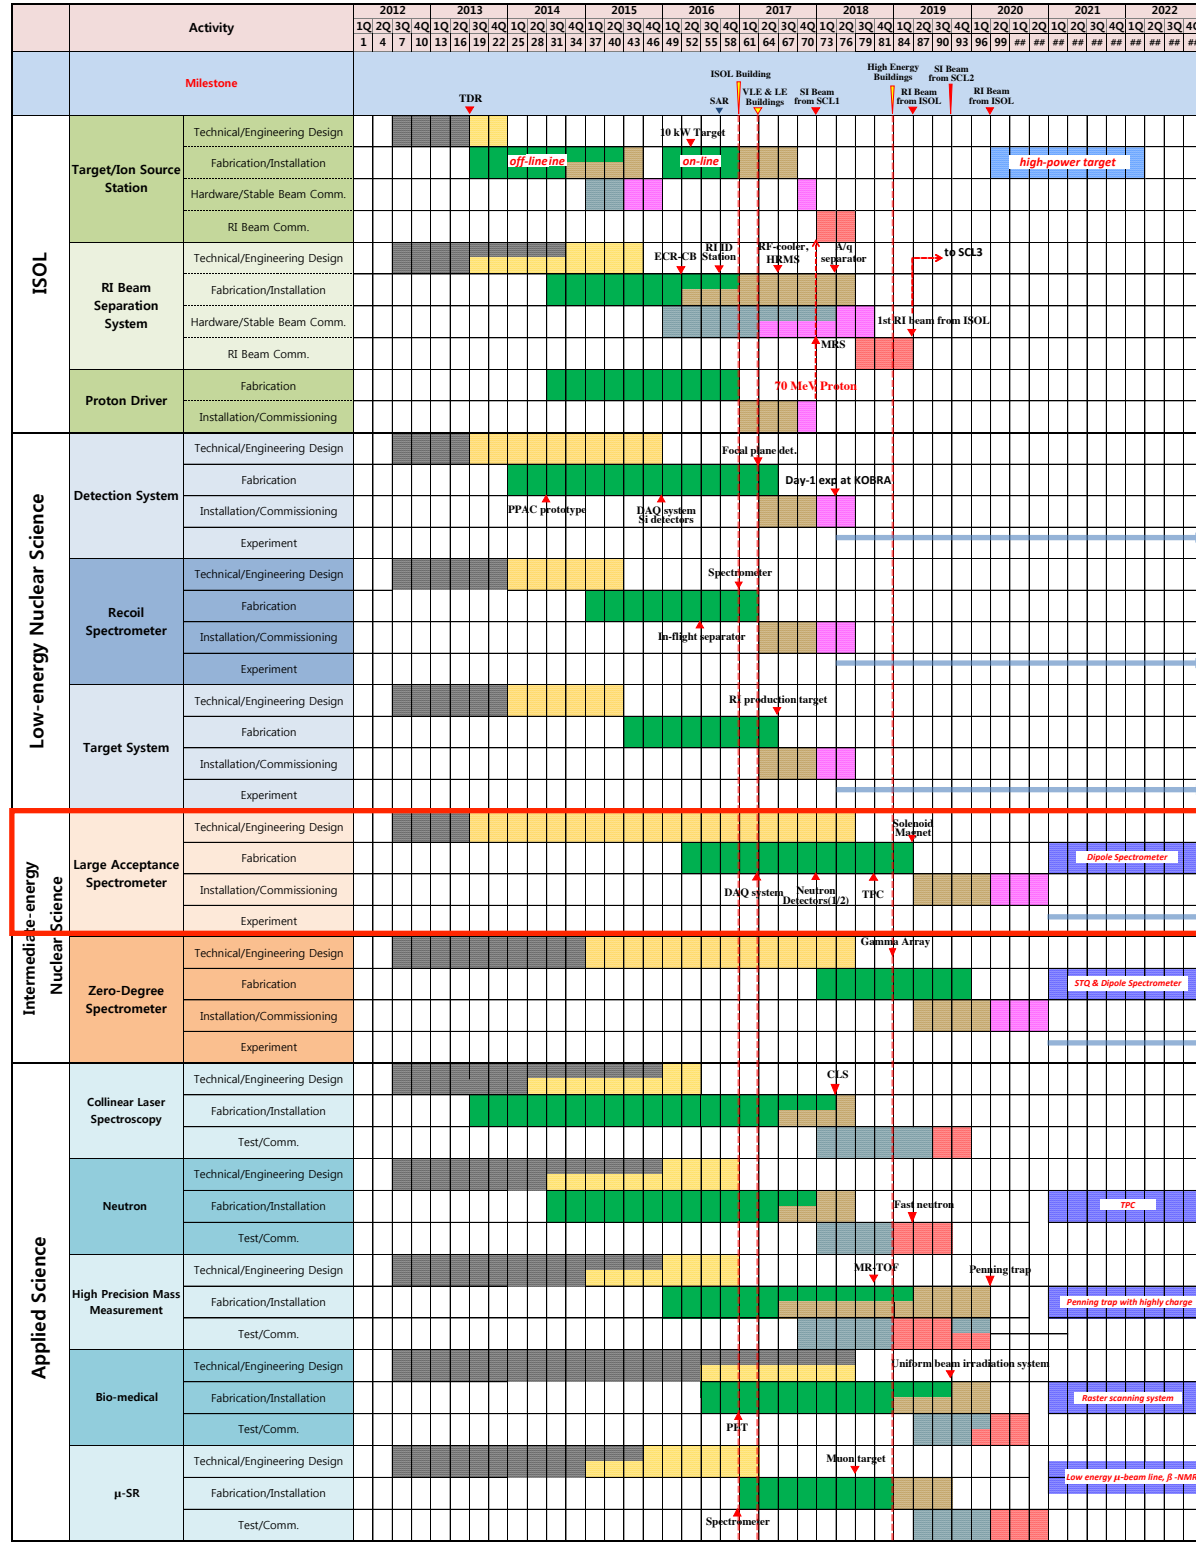 Activity
2012 2013 2014 2015 2016 2017 2018 2019 2020 2021 2022
1Q 2Q 3Q 4Q 1Q 2Q 3Q 4Q 1Q 2Q 3Q 4Q 1Q 2Q 3Q 4Q 1Q 2Q 3Q 4Q 1Q 2Q 3Q 4Q 1Q 2Q 3Q 4Q 1Q 2Q 3Q 4Q 1Q 2Q 1Q 2Q 1Q 2Q 3Q 4Q 1Q 2Q 3Q 4Q
1 4 7 10 13 16 19 22 25 28 31 34 37 40 43 46 49 52 55 58 61 64 67 70 73 76 79 81 84 87 90 93 96 99 ## ## ## ## ## ## ## ## ## ##
Milestone
TDR
SAR
ISOL Building
VLE & LE
Buildings
SI Beam
from SCL1
High Energy
Buildings
RI Beam
from ISOL
SI Beam
from SCL2
RI Beam
from ISOL
ISOL
Target/Ion Source
Station
Technical/Engineering Design
10 kW Target
Fabrication/Installation
off-line ine
on-line
high-power target
Hardware/Stable Beam Comm.
RI Beam Comm.
RI Beam
Separation
System
Technical/Engineering Design
ECR-CB
RI ID
Station
RF-cooler,
HRMS
A/q
separator
to SCL3
Fabrication/Installation
Hardware/Stable Beam Comm.
1st RI beam from ISOL
RI Beam Comm.
MRS
Proton Driver
Fabrication
70 MeV Proton
Installation/Commissioning
Low-energy Nuclear Science
Detection System
Technical/Engineering Design
Focal plane det.
Fabrication
Day-1 exp at KOBRA
Installation/Commissioning
PPAC prototype
DAQ system
Si detectors
Experiment
Recoil
Spectrometer
Technical/Engineering Design
Spectrometer
Fabrication
Installation/Commissioning
In-flight separator
Experiment
Target System
Technical/Engineering Design
RI production target
Fabrication
Installation/Commissioning
Experiment
Intermediate-energy
Nuclear Science
Large Acceptance
Spectrometer
Technical/Engineering Design
Solenoid
Magnet
Fabrication
Dipole Spectrometer
Installation/Commissioning
DAQ system
Neutron
Detectors(1/2)
TPC
Experiment
Zero-Degree
Spectrometer
Technical/Engineering Design
Gamma Array
Fabrication
STQ & Dipole Spectrometer
Installation/Commissioning
Experiment
Applied Science
Collinear Laser
Spectroscopy
Technical/Engineering Design
CLS
Fabrication/Installation
Test/Comm.
Neutron
Technical/Engineering Design
Fabrication/Installation
Fast neutron
TPC
Test/Comm.
High Precision Mass
Measurement
Technical/Engineering Design
MR-TOF
Penning trap
Fabrication/Installation
Penning trap with highly charge
Test/Comm.
Bio-medical
Technical/Engineering Design
Uniform beam irradiation system
Fabrication/Installation
Raster scanning system
Test/Comm.
PET
μ-SR
Technical/Engineering Design
Muon target
Low energy μ-beam line, β -NMR
Fabrication/Installation
Test/Comm.
Spectrometer